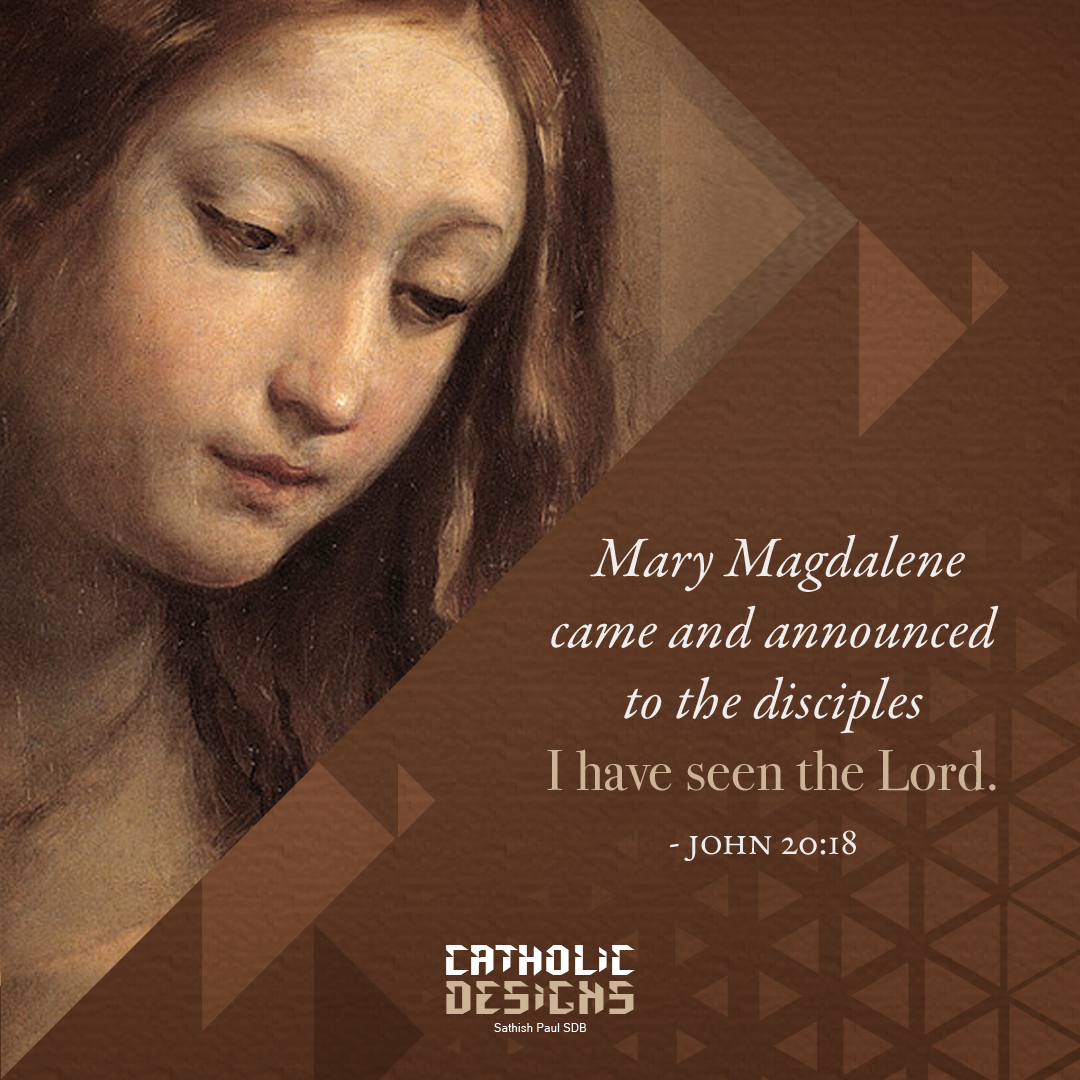 Mary Magdalene
came and announced
to the disciples
I have seen the Lord.
- JOHN 20:18
CATHOLIC
DESIGNS
Sathish Paul SDB